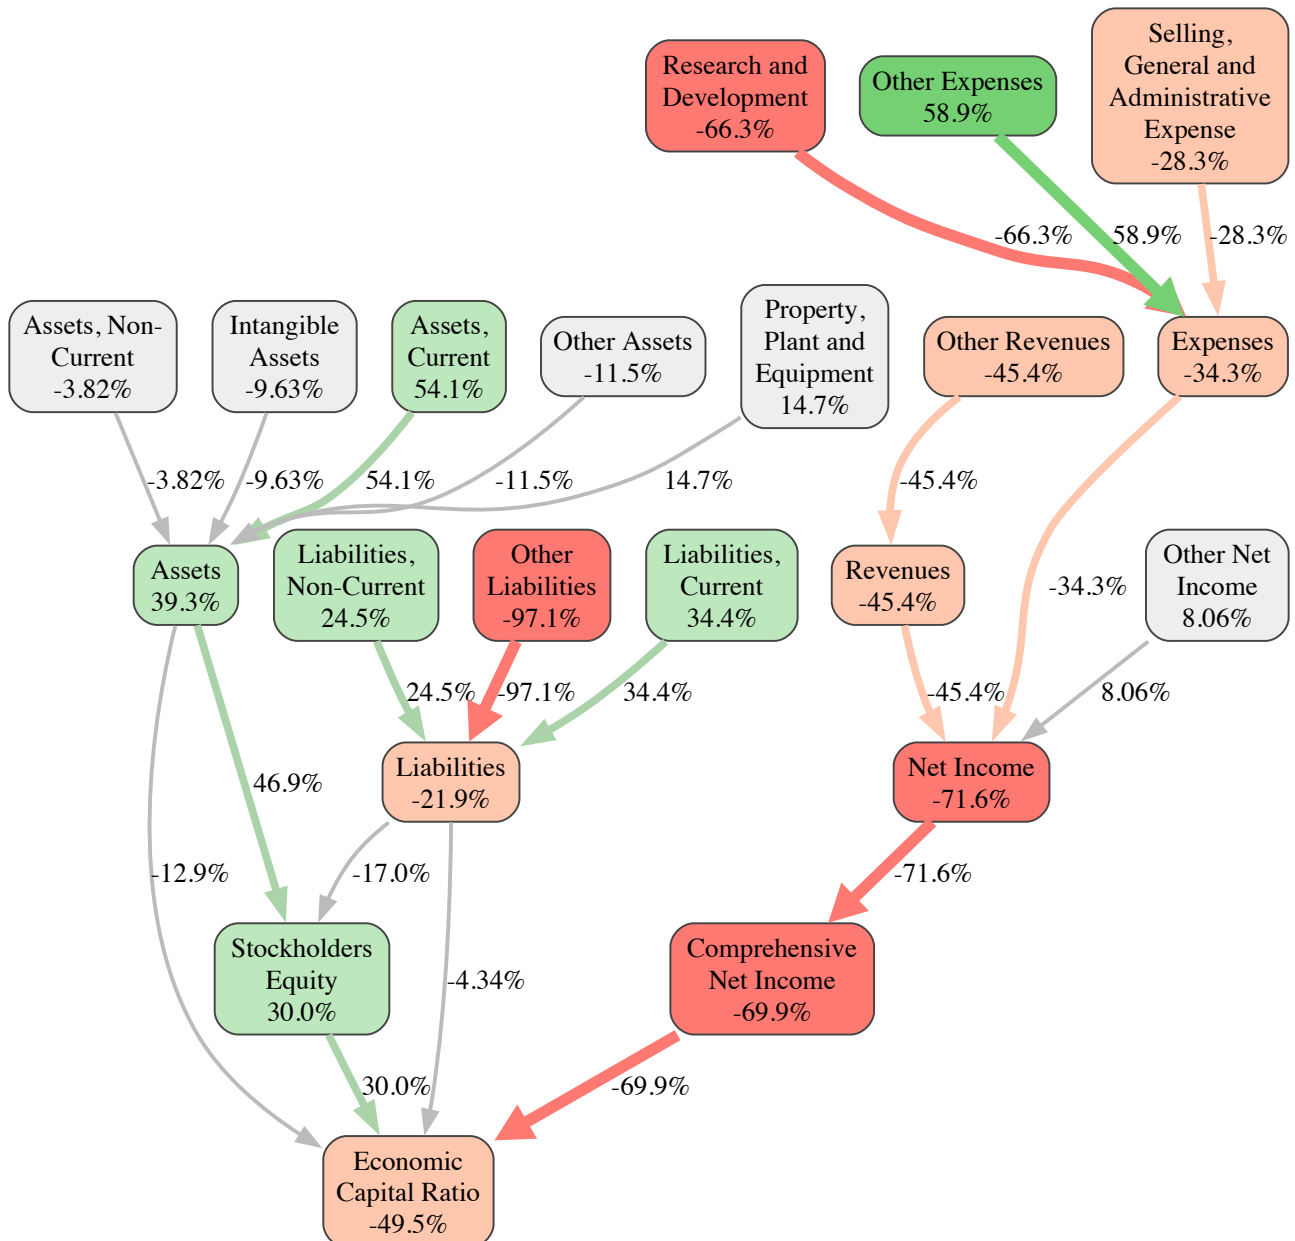 Research and
Development
-66.3%
Other Expenses
58.9%
Selling,
General and
Administrative
Expense
-28.3%
-66.3%
58.9%
-28.3%
Assets, Non-
Current
-3.82%
Intangible
Assets
-9.63%
Assets,
Current
54.1%
Other Assets
-11.5%
Property,
Plant and
Equipment
14.7%
Other Revenues
-45.4%
Expenses
-34.3%
-3.82%
-9.63%
54.1%
-11.5%
14.7%
-45.4%
Assets
39.3%
Liabilities,
Non-Current
24.5%
Other
Liabilities
-97.1%
Liabilities,
Current
34.4%
Revenues
-45.4%
-34.3%
Other Net
Income
8.06%
24.5%
-97.1%
34.4%
-45.4%
8.06%
46.9%
Liabilities
-21.9%
Net Income
-71.6%
-12.9%
-17.0%
-71.6%
Stockholders
Equity
30.0%
-4.34%
Comprehensive
Net Income
-69.9%
30.0%
-69.9%
Economic
Capital Ratio
-49.5%